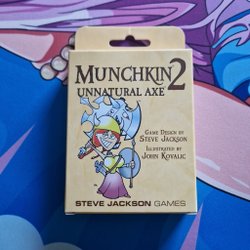 MUNCHKIN 2
UNNATURAL AXE
GAME DESIGN BY
STEVE JACKSON
ILLUSTRATED BY
JOHN KOVALIC
STEVE JACKSON GAMES